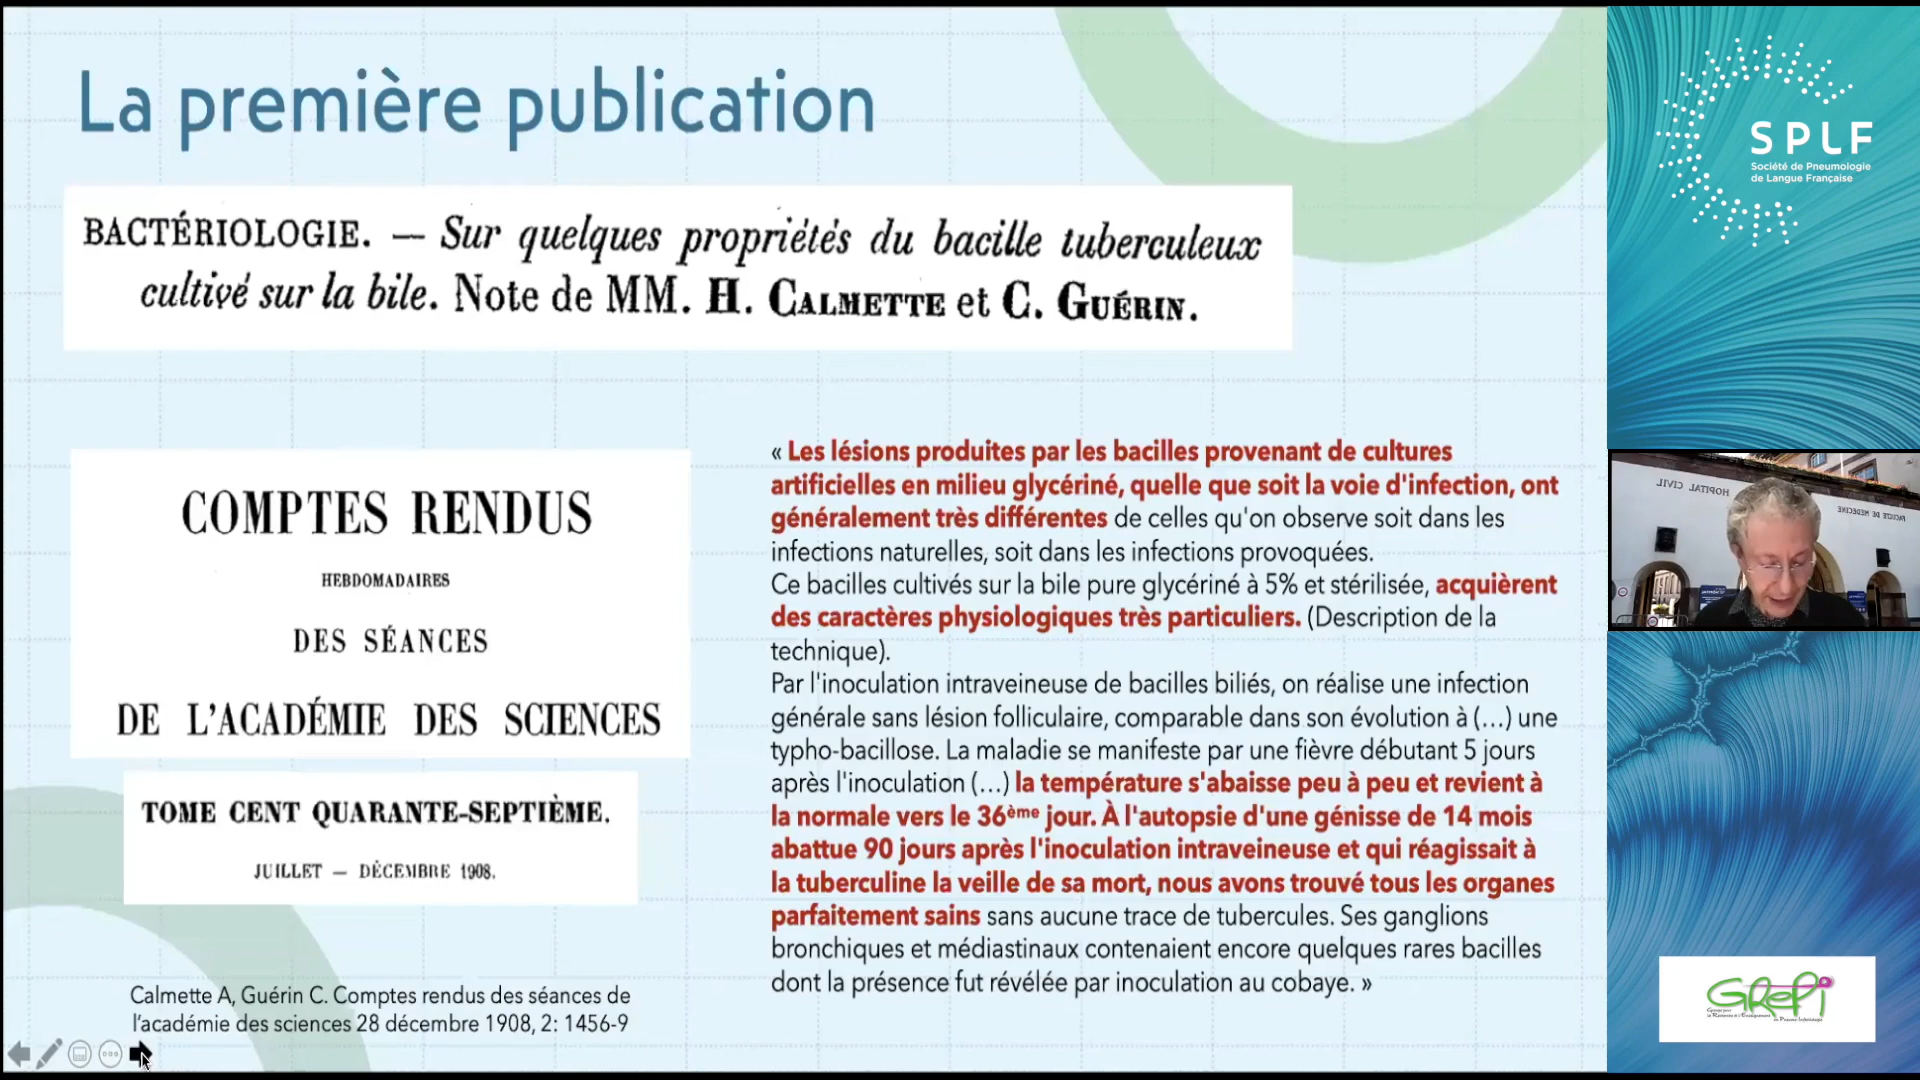 La première publication
BACTÉRIOLOGIE. — Sur quelques propriétés du bacille tuberculeux
cultivé sur la bile. Note de MM. H. CALMETTE et C. GUÉRIN.
COMPTES RENDUS
HEBDOMADAIRES
DES SÉANCES
DE L'ACADÉMIE DES SCIENCES
TOME CENT QUARANTE-SEPTIÈME.
JUILLET — DÉCEMBRE 1908.
Calmette A, Guérin C. Comptes rendus des séances de
l'académie des sciences 28 décembre 1908, 2: 1456-9
« Les lésions produites par les bacilles provenant de cultures
artificielles en milieu glycériné, quelle que soit la voie d'infection, ont
généralement très différentes de celles qu'on observe soit dans les
infections naturelles, soit dans les infections provoquées.
Ce bacilles cultivés sur la bile pure glycériné à 5% et stérilisée, acquièrent
des caractères physiologiques très particuliers. (Description de la
technique).
Par l'inoculation intraveineuse de bacilles biliés, on réalise une infection
générale sans lésion folliculaire, comparable dans son évolution à (…) une
typho-bacillose. La maladie se manifeste par une fièvre débutant 5 jours
après l'inoculation (…) la température s'abaisse peu à peu et revient à
la normale vers le 36ème jour. À l'autopsie d'une génisse de 14 mois
abattue 90 jours après l'inoculation intraveineuse et qui réagissait à
la tuberculine la veille de sa mort, nous avons trouvé tous les organes
parfaitement sains sans aucune trace de tubercules. Ses ganglions
bronchiques et médiastinaux contenaient encore quelques rares bacilles
dont la présence fut révélée par inoculation au cobaye. »
SPLF
Société de Pneumologie
de Langue Française
HOPITAL CIVIL
FACULTE DE MEDECINE
GREPI